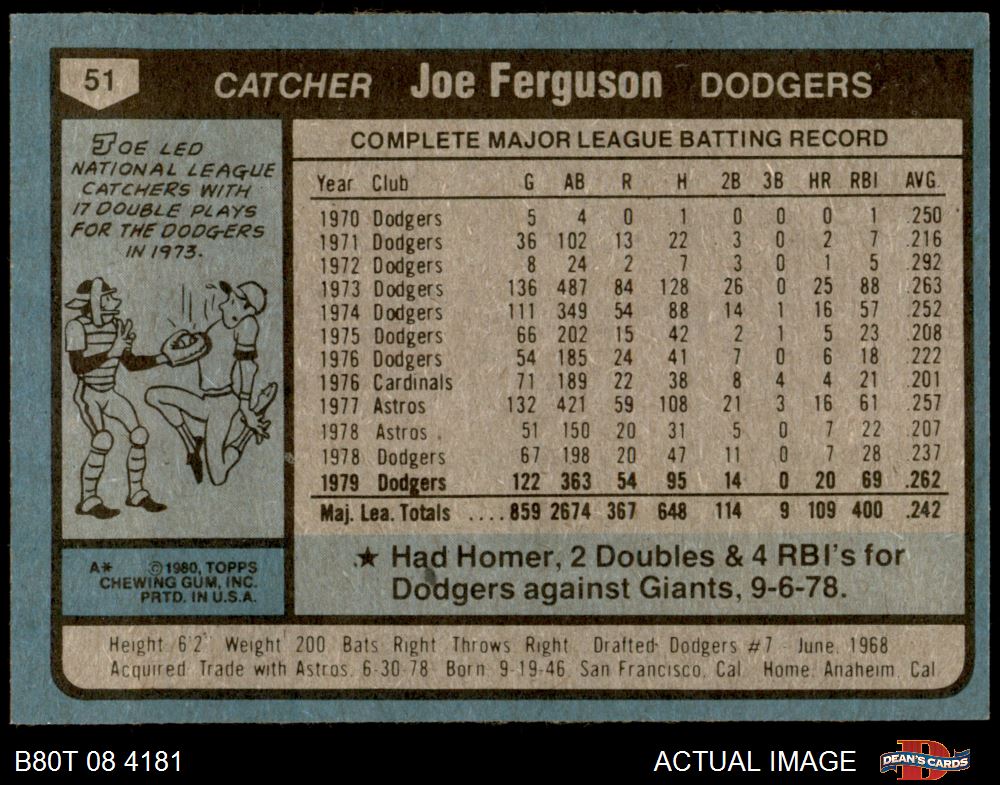 51 CATCHER Joe Ferguson DODGERS
JOE LED
NATIONAL LEAGUE
CATCHERS WITH
17 DOUBLE PLAYS
FOR THE DODGERS
IN 1973.
A* ©1980, TOPPS
CHEWING GUM, INC.
PRTD. IN U.S.A.
COMPLETE MAJOR LEAGUE BATTING RECORD
Year Club G AB R H 2B 3B HR RBI AVG.
1970 Dodgers 5 4 0 1 0 0 0 1 .250
1971 Dodgers 36 102 13 22 3 0 2 7 .216
1972 Dodgers 8 24 2 7 3 0 1 5 .292
1973 Dodgers 136 487 84 128 26 0 25 88 .263
1974 Dodgers 111 349 54 88 14 1 16 57 .252
1975 Dodgers 66 202 15 42 2 1 5 23 .208
1976 Dodgers 54 185 24 41 7 0 6 18 .222
1976 Cardinals 71 189 22 38 8 4 4 21 .201
1977 Astros 132 421 59 108 21 3 16 61 .257
1978 Astros 51 150 20 31 5 0 7 22 .207
1978 Dodgers 67 198 20 47 11 0 7 28 .237
1979 Dodgers 122 363 54 95 14 0 20 69 .262
Maj. Lea. Totals ....859 2674 367 648 114 9 109 400 .242
★ Had Homer, 2 Doubles & 4 RBI's for
Dodgers against Giants, 9-6-78.
Height 6'2" Weight 200 Bats Right Throws Right Drafted- Dodgers #7 - June, 1968
Acquired Trade with Astros, 6-30-78 Born 9-19-46, San Francisco, Cal Home Anaheim, Cal
B80T 08 4181
ACTUAL IMAGE
D
DEAN'S CARDS